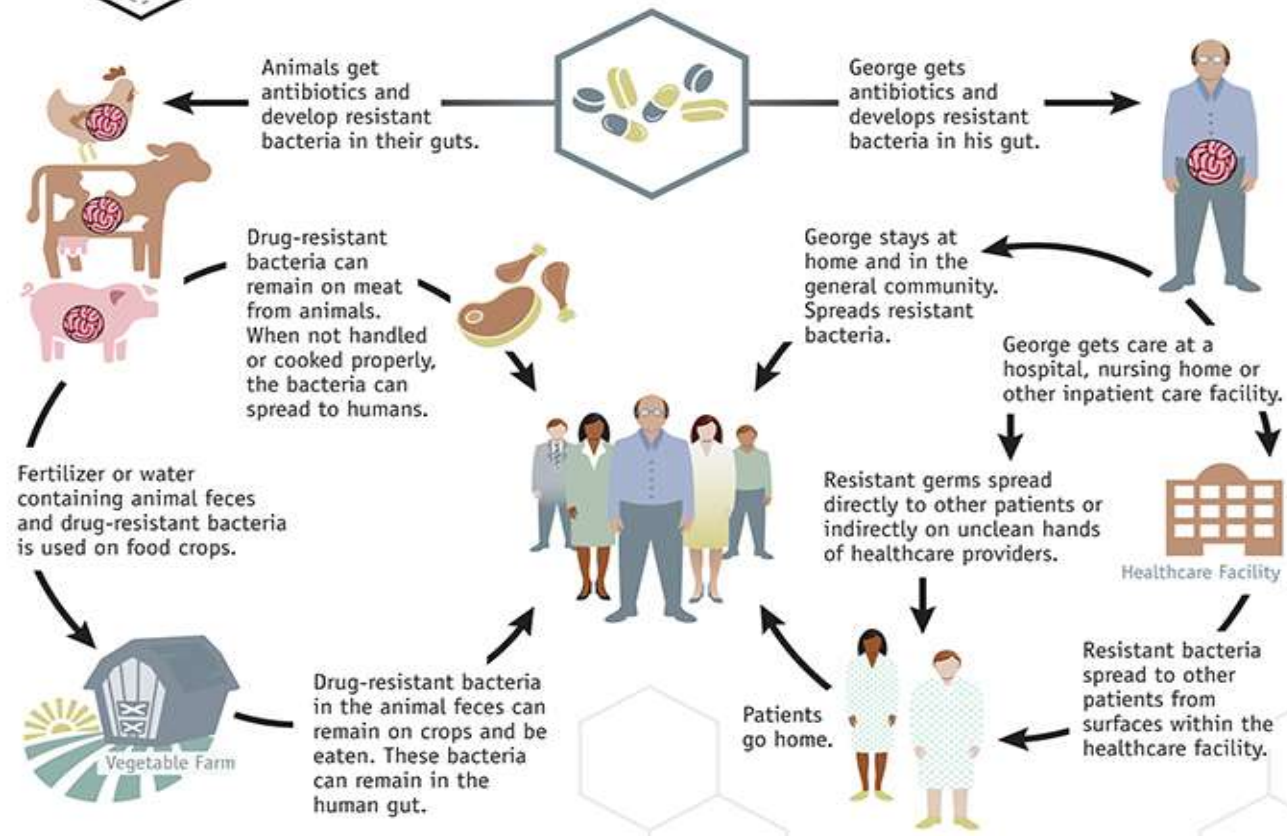 Animals get
antibiotics and
develop resistant
bacteria in their guts.
George gets
antibiotics and
develops resistant
bacteria in his gut.
Drug-resistant
bacteria can
remain on meat
from animals.
When not handled
or cooked properly,
the bacteria can
spread to humans.
George stays at
home and in the
general community.
Spreads resistant
bacteria.
George gets care at a
hospital, nursing home or
other inpatient care facility.
Fertilizer or water
containing animal feces
and drug-resistant bacteria
is used on food crops.
Resistant germs spread
directly to other patients or
indirectly on unclean hands
of healthcare providers.
Healthcare Facility
Vegetable Farm
Drug-resistant bacteria
in the animal feces can
remain on crops and be
eaten. These bacteria
can remain in the
human gut.
Patients
go home.
Resistant bacteria
spread to other
patients from
surfaces within the
healthcare facility.